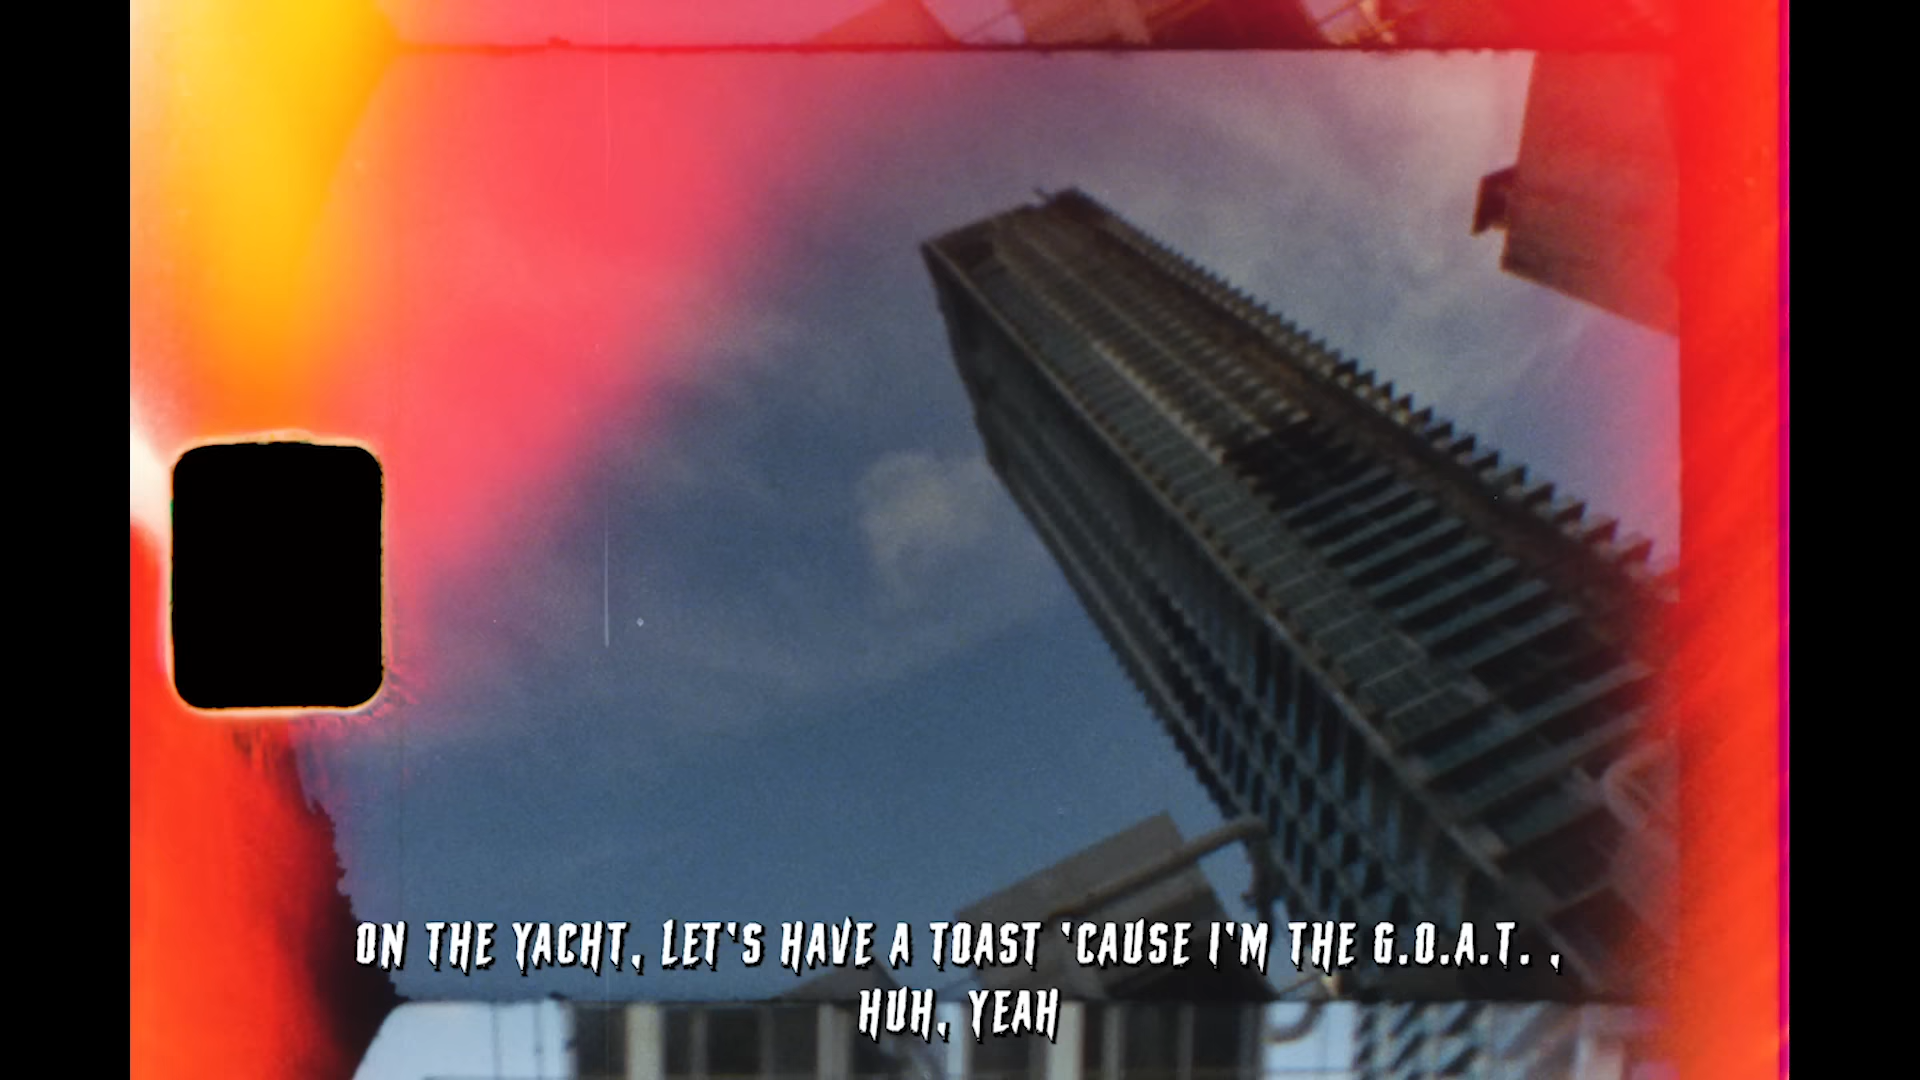 ON THE YACHT, LET'S HAVE A TOAST 'CAUSE I'M THE G.O.A.T. ,
HUH, YEAH